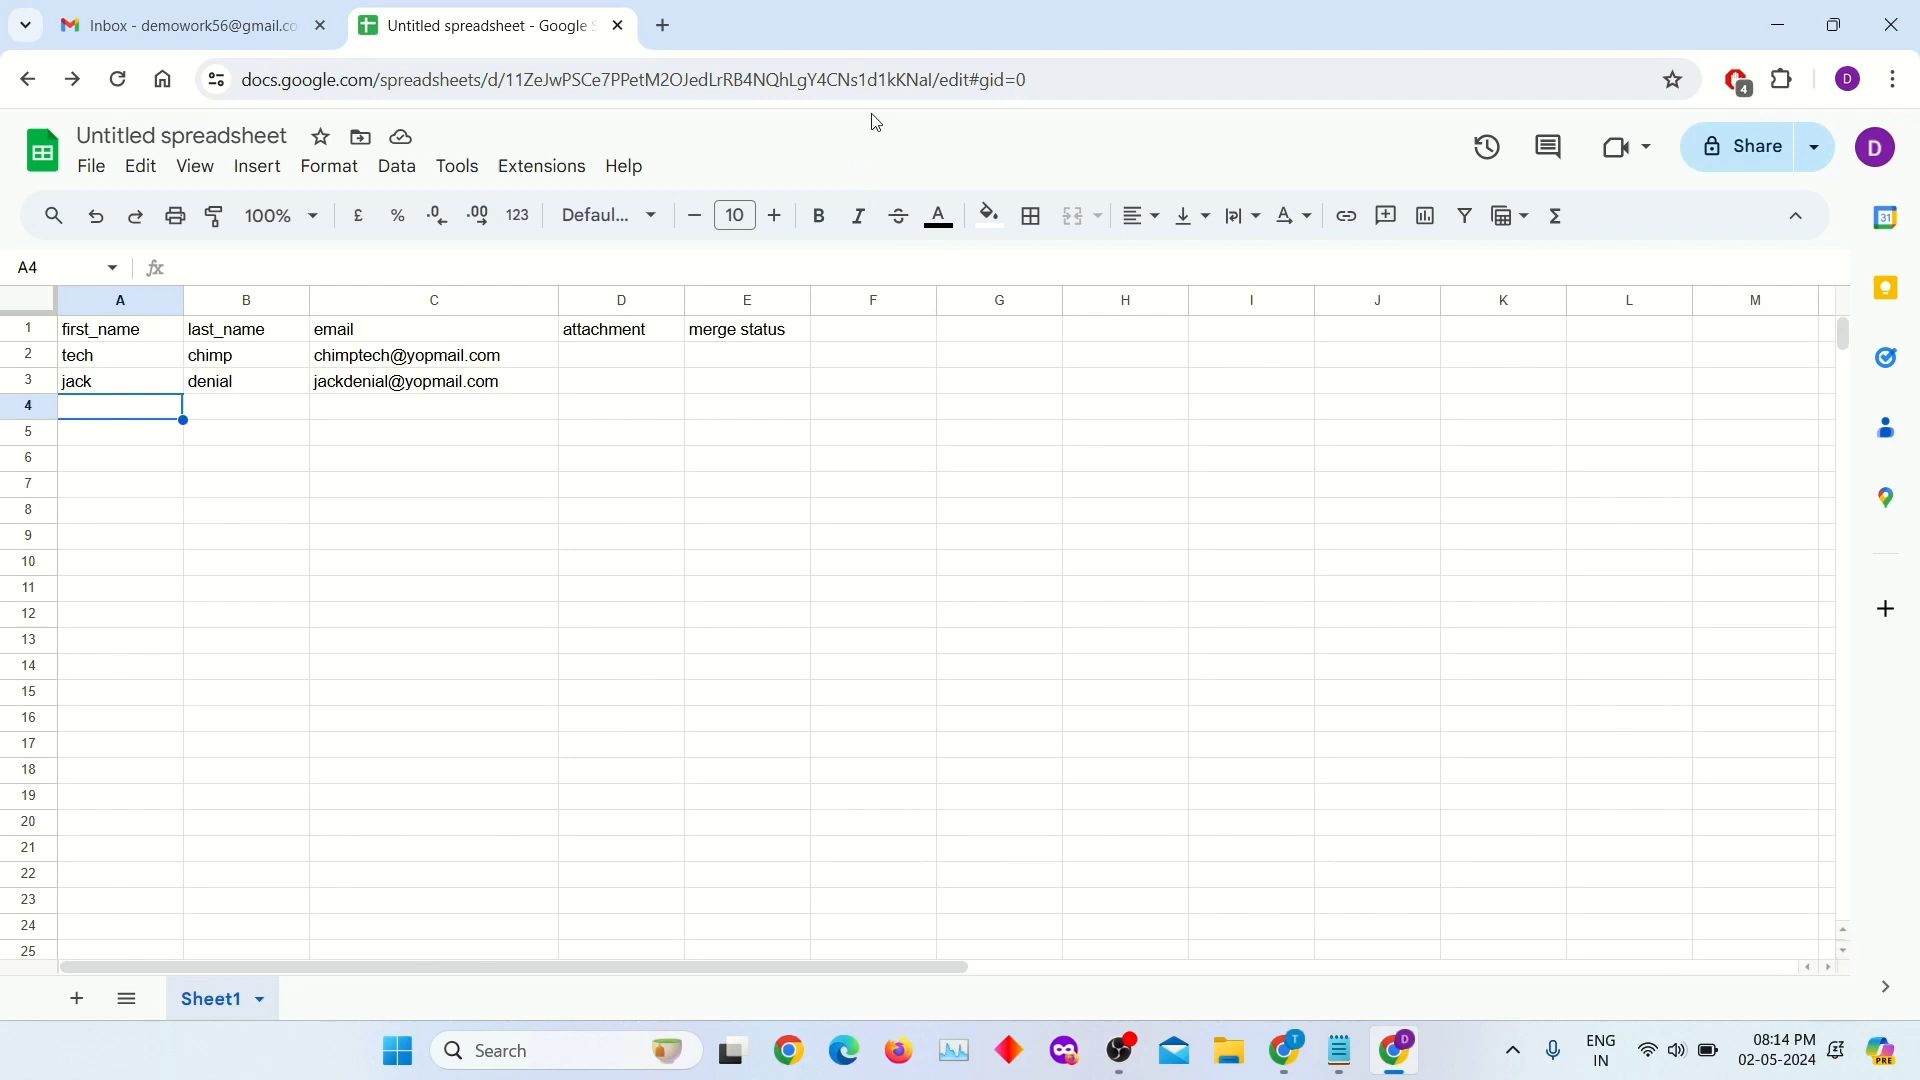 Inbox - demowork56@gmail.co
Untitled spreadsheet - Google S
docs.google.com/spreadsheets/d/11ZeJwPSCe7PPetM2OJedLrRB4NQhLgY4CNs1d1kKNaI/edit#gid=0
4
D
Untitled spreadsheet
File Edit View Insert Format Data Tools Extensions Help
Share
D
100% £ % .0 .00 123 Defaul... 10 B I S A A Σ
31
A4 fx
A B C D E F G H I J K L M
1 first_name last_name email attachment merge status
2 tech chimp chimptech@yopmail.com
3 jack denial jackdenial@yopmail.com
4
5
6
7
8
9
10
11
12
13
14
15
16
17
18
19
20
21
22
23
24
25
Sheet1
Search
T
D
ENG
IN
08:14 PM
02-05-2024
PRE